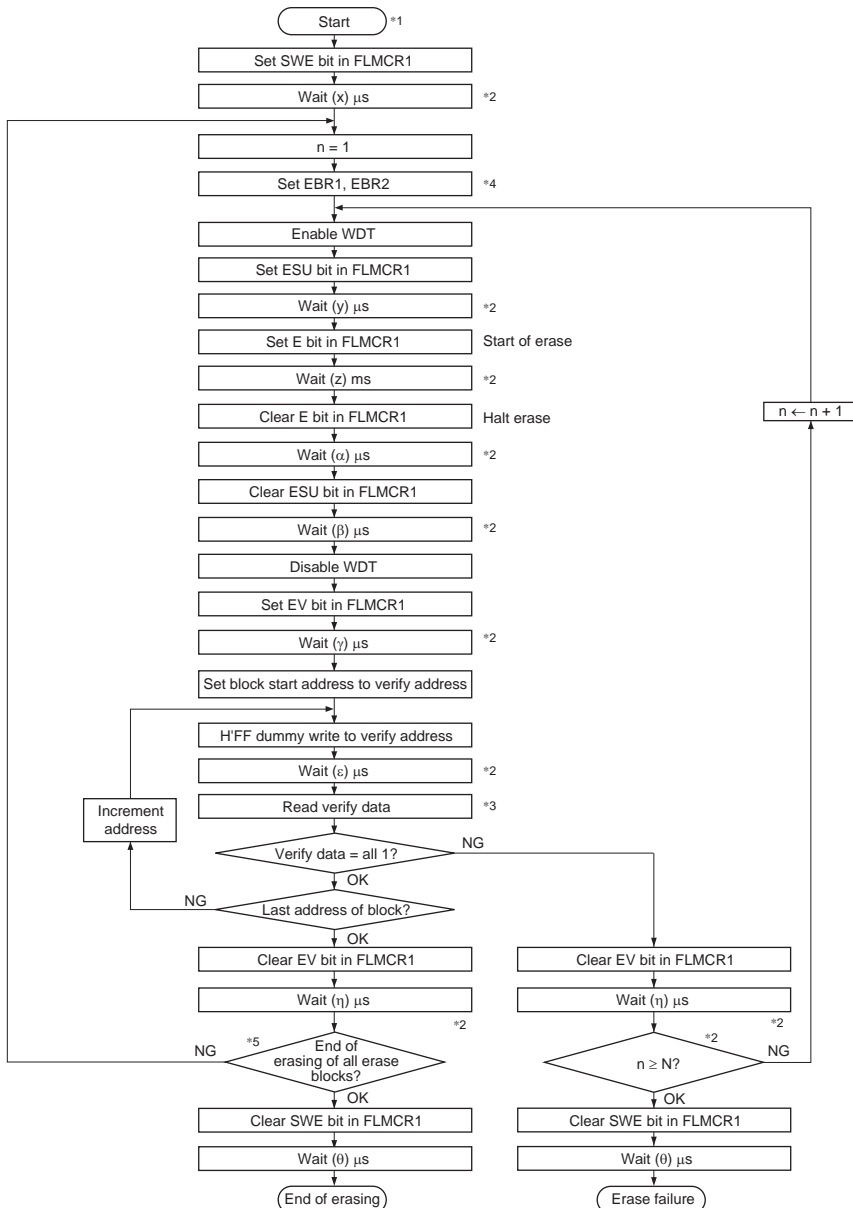 Start *1
Set SWE bit in FLMCR1
Wait (x) μs *2
n = 1
Set EBR1, EBR2 *4
Enable WDT
Set ESU bit in FLMCR1
Wait (y) μs *2
Set E bit in FLMCR1 Start of erase
Wait (z) ms *2
Clear E bit in FLMCR1 Halt erase
n ← n + 1
Wait (α) μs *2
Clear ESU bit in FLMCR1
Wait (β) μs *2
Disable WDT
Set EV bit in FLMCR1
Wait (γ) μs *2
Set block start address to verify address
H'FF dummy write to verify address
Wait (ε) μs *2
Read verify data *3
Increment
address
Verify data = all 1? NG
OK
NG Last address of block?
OK
Clear EV bit in FLMCR1 Clear EV bit in FLMCR1
Wait (η) μs Wait (η) μs
*2 *2
NG *5 End of
erasing of all erase
blocks?
*2 n ≥ N? NG
OK OK
Clear SWE bit in FLMCR1 Clear SWE bit in FLMCR1
Wait (θ) μs Wait (θ) μs
End of erasing Erase failure